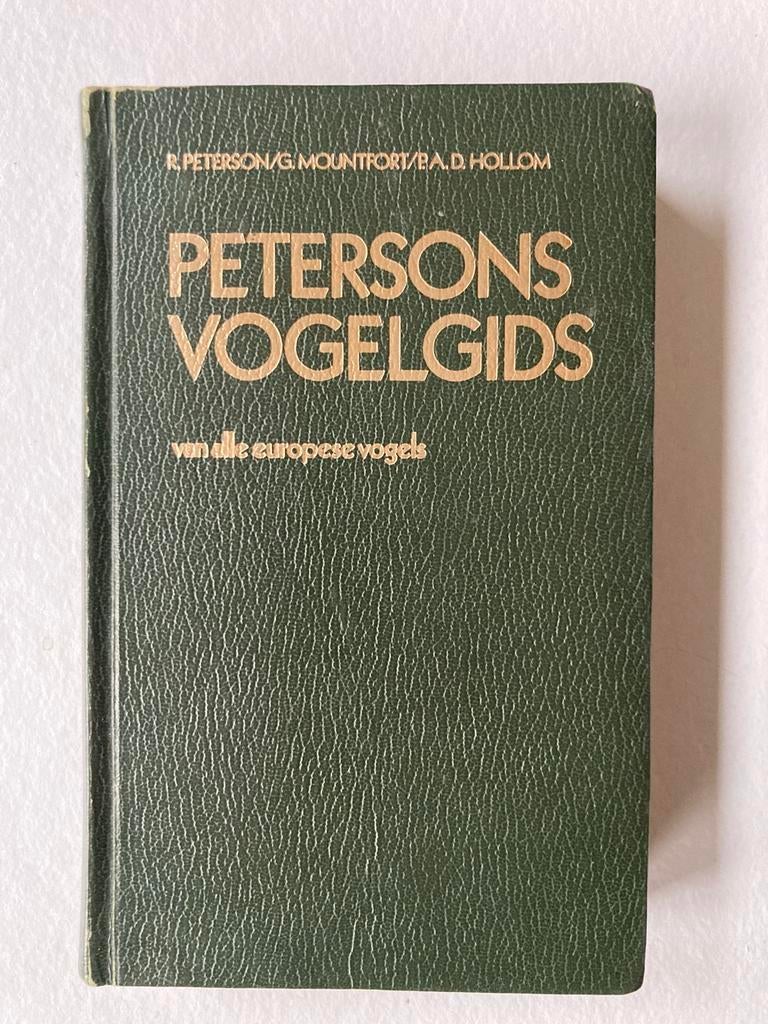 R. PETERSON/G. MOUNTFORT/P. A. D. HOLLOM
PETERSONS
VOGELGIDS
van alle europese vogels